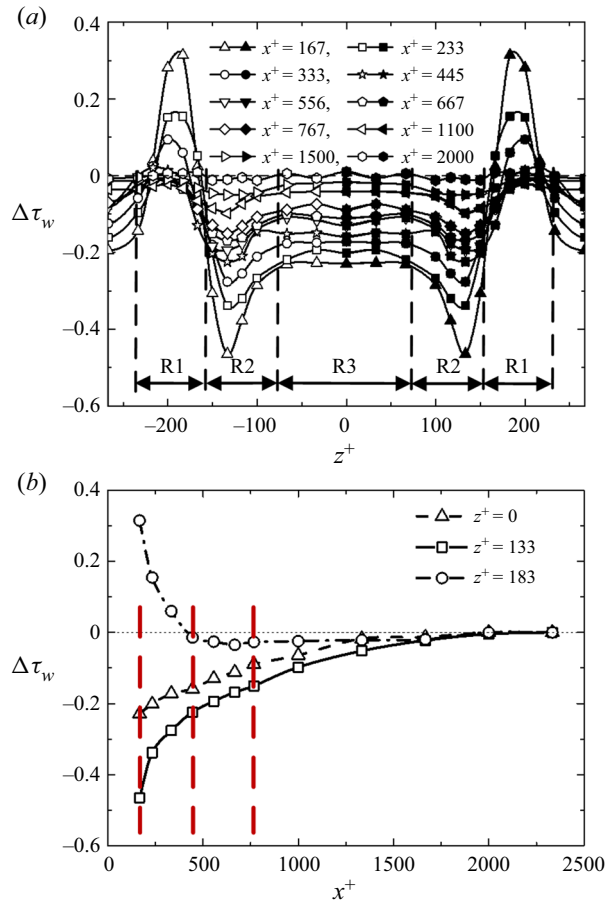 (a)
0.4
0.2
0
−0.2
−0.4
−0.6
Δτw
x+ = 167, x+ = 233
x+ = 333, x+ = 445
x+ = 556, x+ = 667
x+ = 767, x+ = 1100
x+ = 1500, x+ = 2000
R1 R2 R3 R2 R1
−200 −100 0 100 200
z+
(b)
0.4
0.2
0
−0.2
−0.4
−0.6
Δτw
z+ = 0
z+ = 133
z+ = 183
0 500 1000 1500 2000 2500
x+